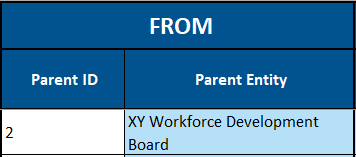 FROM
Parent ID
Parent Entity
2
XY Workforce Development
Board